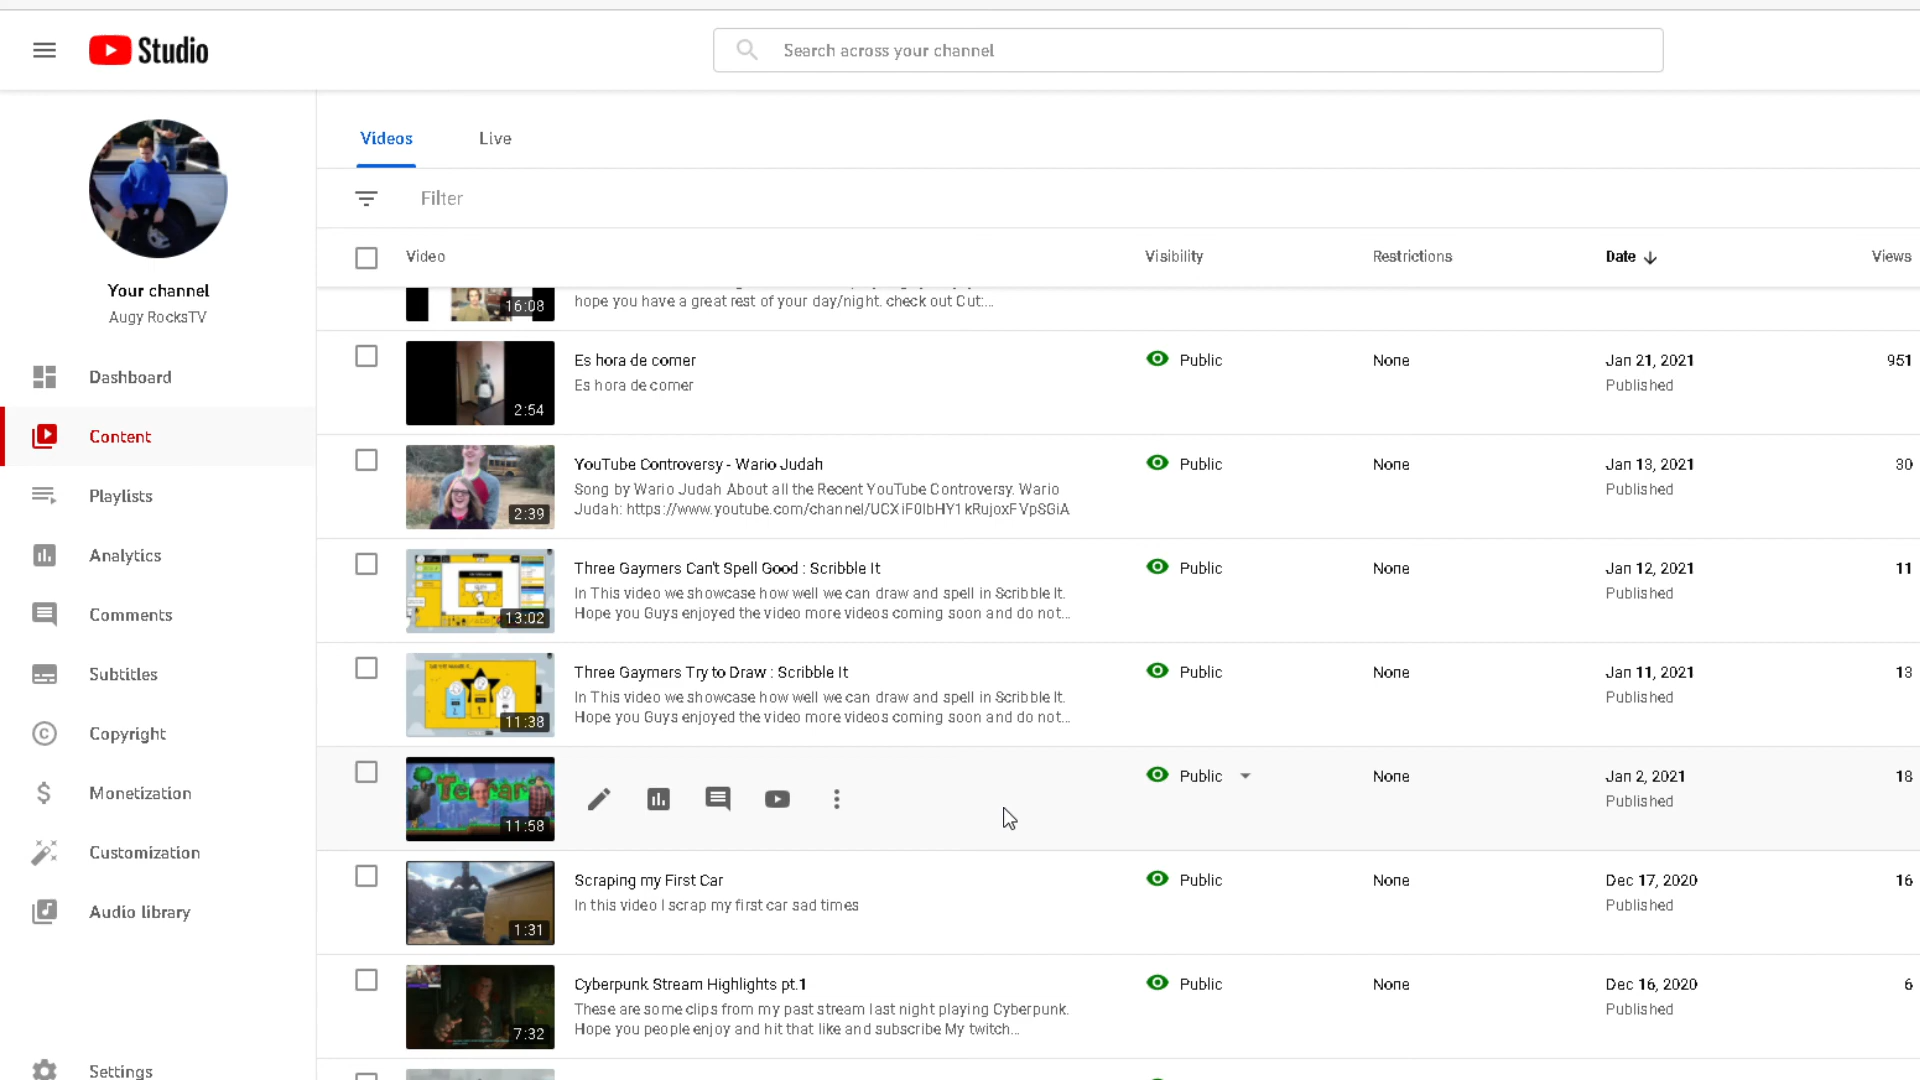 Studio
Search across your channel
Your channel
Augy RocksTV
Dashboard
Content
Playlists
Analytics
Comments
Subtitles
Copyright
Monetization
Customization
Audio library
Settings
Videos
Live
Filter
Video
Visibility
Restrictions
Date
Views
16:08
hope you have a great rest of your day/night. check out Cut:...
2:54
Es hora de comer
Es hora de comer
Public
None
Jan 21, 2021
Published
951
2:39
YouTube Controversy - Wario Judah
Song by Wario Judah About all the Recent YouTube Controversy. Wario
Judah: https://www.youtube.com/channel/UCXiF0IbHY1kRujoxFVpSGiA
Public
None
Jan 13, 2021
Published
30
13:02
Three Gaymers Can't Spell Good : Scribble It
In This video we showcase how well we can draw and spell in Scribble It.
Hope you Guys enjoyed the video more videos coming soon and do not...
Public
None
Jan 12, 2021
Published
11
11:38
Three Gaymers Try to Draw : Scribble It
In This video we showcase how well we can draw and spell in Scribble It.
Hope you Guys enjoyed the video more videos coming soon and do not...
Public
None
Jan 11, 2021
Published
13
11:58
Public
None
Jan 2, 2021
Published
18
1:31
Scraping my First Car
In this video I scrap my first car sad times
Public
None
Dec 17, 2020
Published
16
7:32
Cyberpunk Stream Highlights pt.1
These are some clips from my past stream last night playing Cyberpunk.
Hope you people enjoy and hit that like and subscribe My twitch...
Public
None
Dec 16, 2020
Published
6